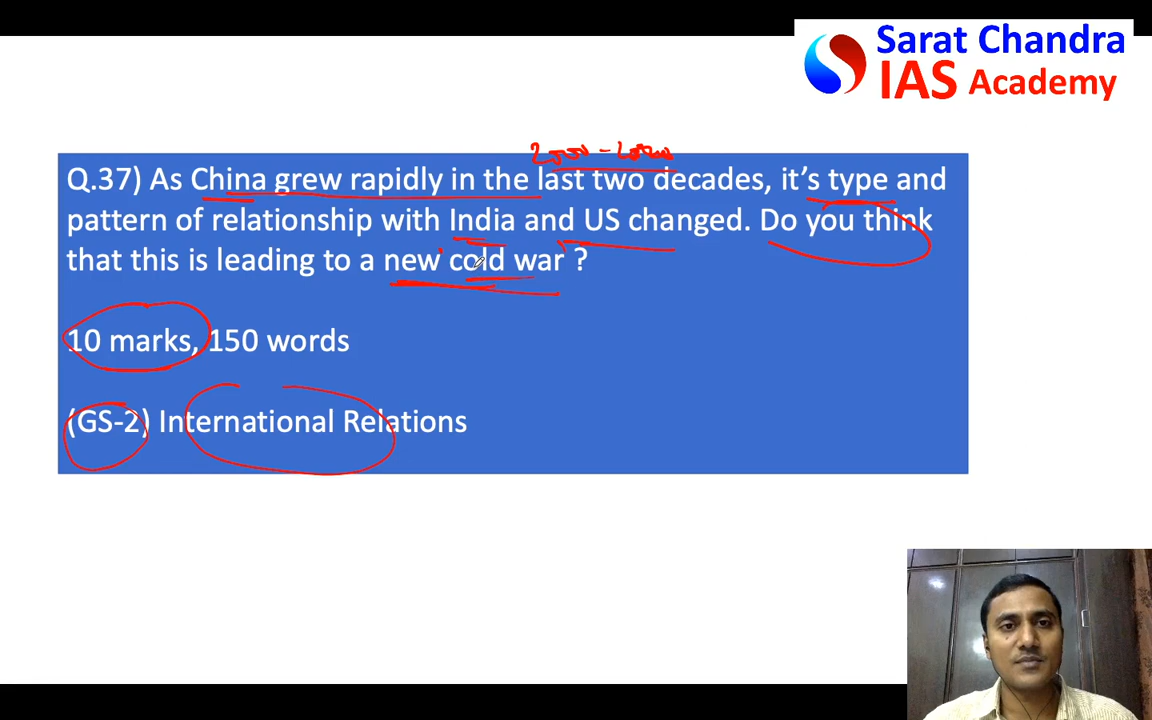 Sarat Chandra
IAS Academy
Q.37) As China grew rapidly in the last two decades, it’s type and
pattern of relationship with India and US changed. Do you think
that this is leading to a new cold war ?
10 marks, 150 words
(GS-2) International Relations